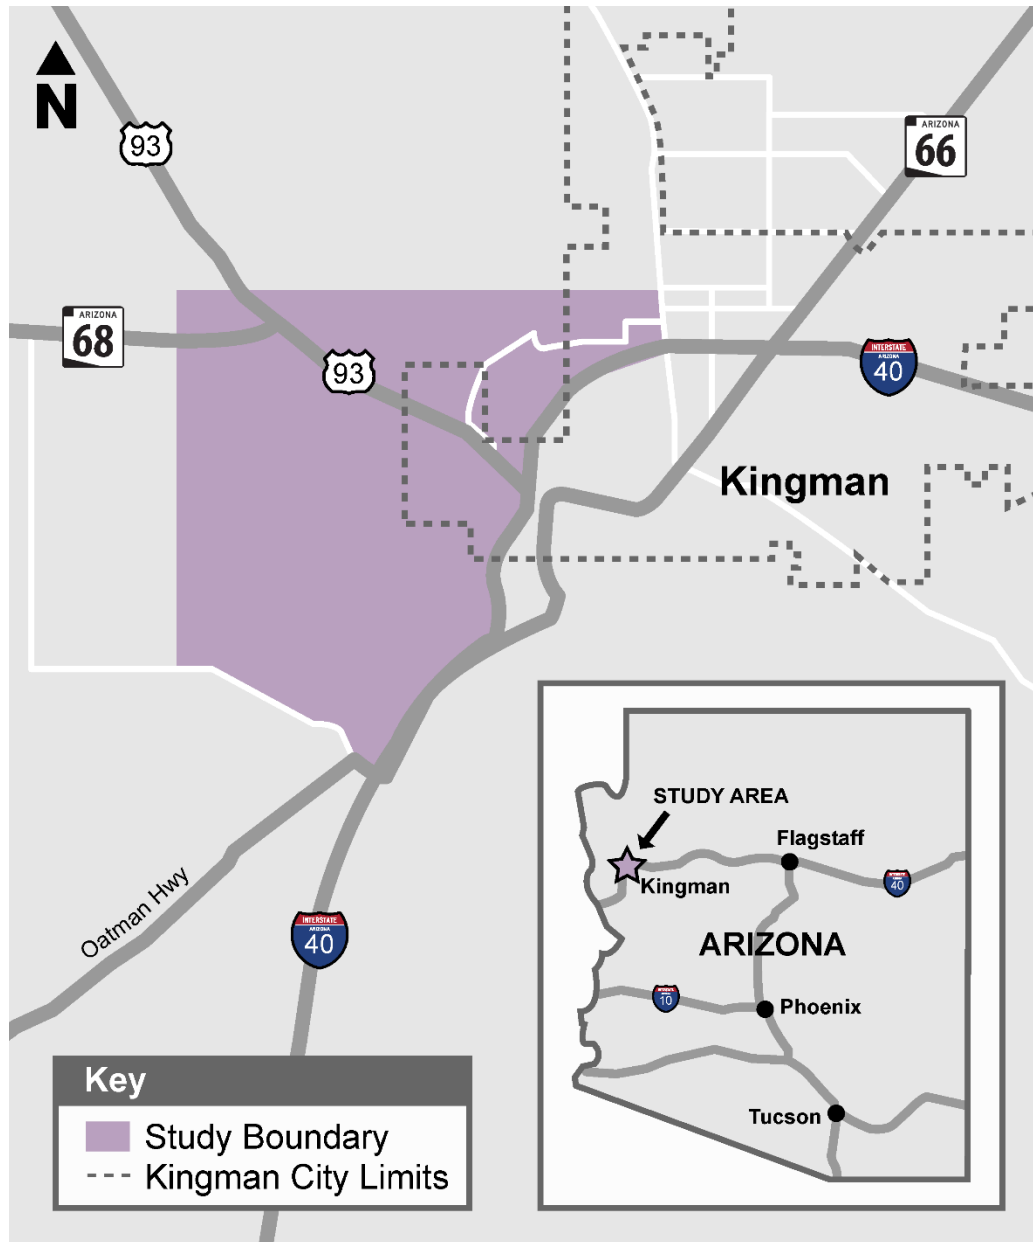 N
93
ARIZONA
66
ARIZONA
68
93
INTERSTATE
ARIZONA
40
Kingman
Oatman Hwy
INTERSTATE
ARIZONA
40
STUDY AREA
Flagstaff
Kingman
40
ARIZONA
10
Phoenix
Tucson
Key
Study Boundary
Kingman City Limits